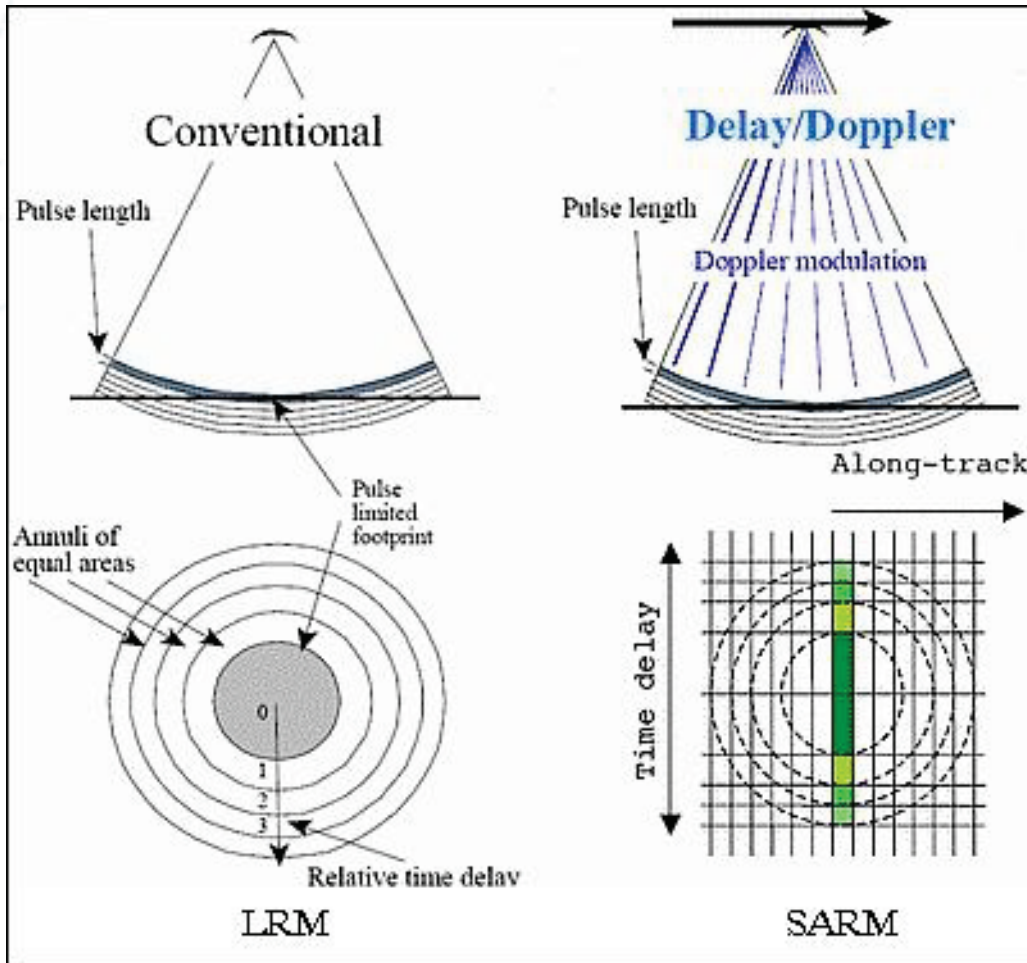 Conventional
Pulse length
Pulse
limited
footprint
Annuli of
equal areas
0
1
2
3
Relative time delay
LRM
Delay/Doppler
Pulse length
Doppler modulation
Along-track
Time delay
SARM